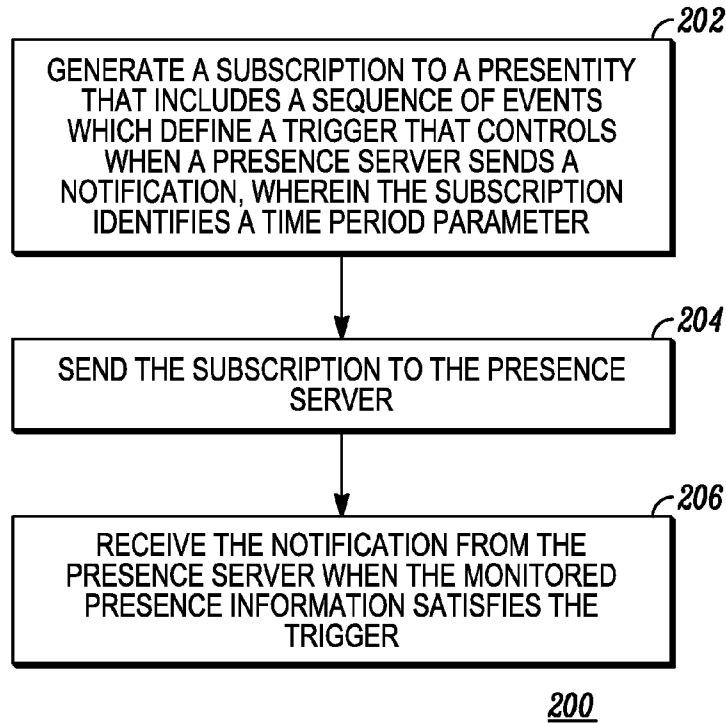 202
GENERATE A SUBSCRIPTION TO A PRESENTITY
THAT INCLUDES A SEQUENCE OF EVENTS
WHICH DEFINE A TRIGGER THAT CONTROLS
WHEN A PRESENCE SERVER SENDS A
NOTIFICATION, WHEREIN THE SUBSCRIPTION
IDENTIFIES A TIME PERIOD PARAMETER
204
SEND THE SUBSCRIPTION TO THE PRESENCE
SERVER
206
RECEIVE THE NOTIFICATION FROM THE
PRESENCE SERVER WHEN THE MONITORED
PRESENCE INFORMATION SATISFIES THE
TRIGGER
200